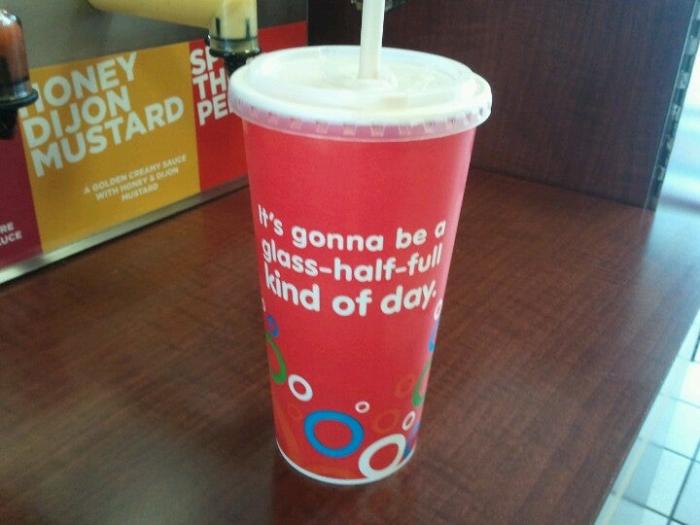 HONEY
DIJON
MUSTARD
A GOLDEN CREAMY SAUCE
WITH HONEY & DIJON
MUSTARD
It's gonna be a
glass-half-full
kind of day.